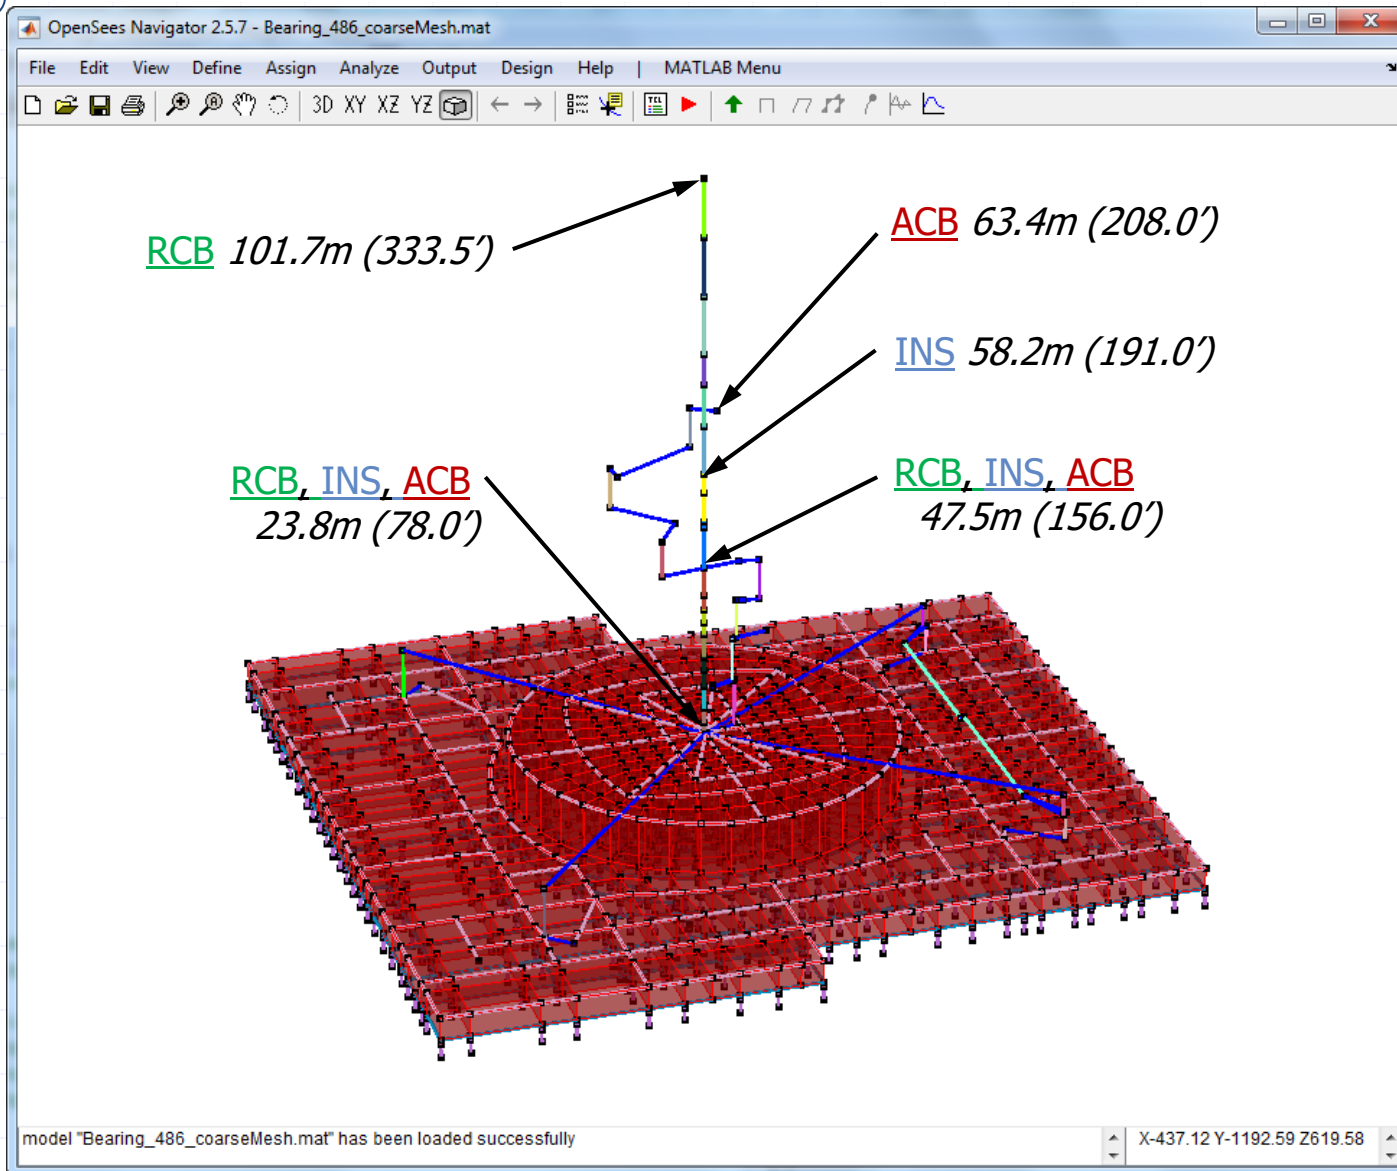 OpenSees Navigator 2.5.7 - Bearing_486_coarseMesh.mat
File Edit View Define Assign Analyze Output Design Help | MATLAB Menu
3D XY XZ YZ
TCL
RCB 101.7m (333.5′)
ACB 63.4m (208.0′)
INS 58.2m (191.0′)
RCB, INS, ACB
23.8m (78.0′)
RCB, INS, ACB
47.5m (156.0′)
model "Bearing_486_coarseMesh.mat" has been loaded successfully
X-437.12 Y-1192.59 Z619.58